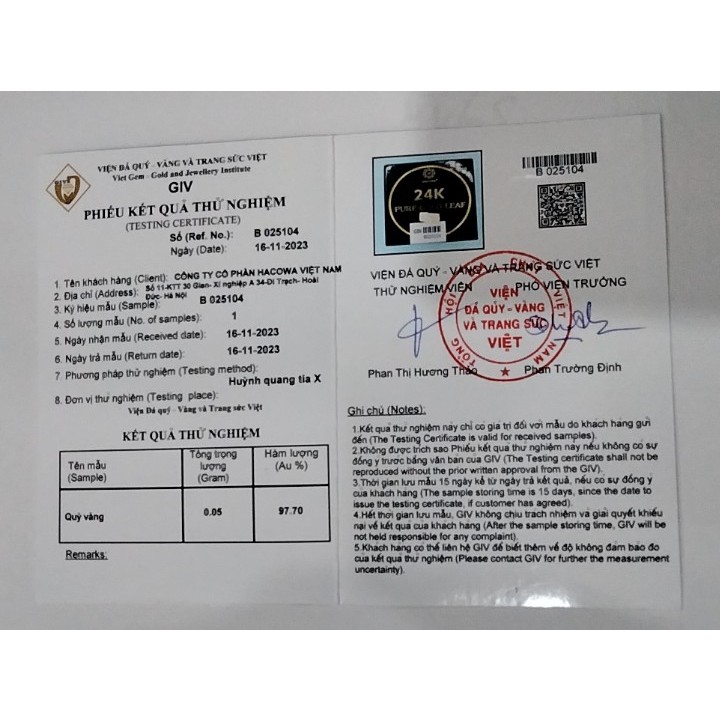 VIỆN ĐÁ QUÝ - VÀNG VÀ TRANG SỨC VIỆT
Viet Gem - Gold and Jewellery Institute
GIV
PHIẾU KẾT QUẢ THỬ NGHIỆM
(TESTING CERTIFICATE)
Số (Ref. No.): B 025104
Ngày (Date): 16-11-2023
1. Tên khách hàng (Client): CÔNG TY CỔ PHẦN HACOWA VIỆT NAM
2. Địa chỉ (Address): Số 11-KTT 30 Gian- Xí nghiệp A 34-Di Trạch- Hoài Đức- Hà Nội
3. Ký hiệu mẫu (Sample): B 025104
4. Số lượng mẫu (No. of samples): 1
5. Ngày nhận mẫu (Received date): 16-11-2023
6. Ngày trả mẫu (Return date): 16-11-2023
7. Phương pháp thử nghiệm (Testing method):
Huỳnh quang tia X
8. Đơn vị thử nghiệm (Testing place):
Viện Đá quý - Vàng và Trang sức Việt
KẾT QUẢ THỬ NGHIỆM
Tên mẫu (Sample)
Tổng trọng lượng (Gram)
Hàm lượng (Au %)
Quỳ vàng 0.05 97.70
Remarks:
24K
PURE LEAF
B 025104
VIỆN ĐÁ QUÝ - VÀNG VÀ TRANG SỨC VIỆT
THỬ NGHIỆM VIÊN PHÓ VIỆN TRƯỞNG
VIỆN
ĐÁ QUÝ - VÀNG
VÀ TRANG SỨC
VIỆT
Phan Thị Hương Thảo Phan Trường Định
Ghi chú (Notes):
1.Kết quả thử nghiệm này chỉ có giá trị đối với mẫu do khách hàng gửi
đến (The Testing Certificate is valid for received samples).
2.Không được trích sao Phiếu kết quả thử nghiệm này nếu không có sự
đồng ý trước bằng văn bản của GIV (The Testing certificate shall not be
reproduced without the prior written approval from the GIV).
3.Thời gian lưu mẫu 15 ngày kể từ ngày trả kết quả, nếu có sự đồng ý
của khách hàng (The sample storing time is 15 days, since the date to
issue the testing certificate, if customer has agreed).
4.Hết thời gian lưu mẫu, GIV không chịu trách nhiệm và giải quyết khiếu
nại về kết quả của khách hàng (After the sample storing time, GIV will be
not held responsible for any complaint).
5.Khách hàng có thể liên hệ GIV để biết thêm về độ không đảm bảo đo
của kết quả thử nghiệm (Please contact GIV for further the measurement
uncertainty).